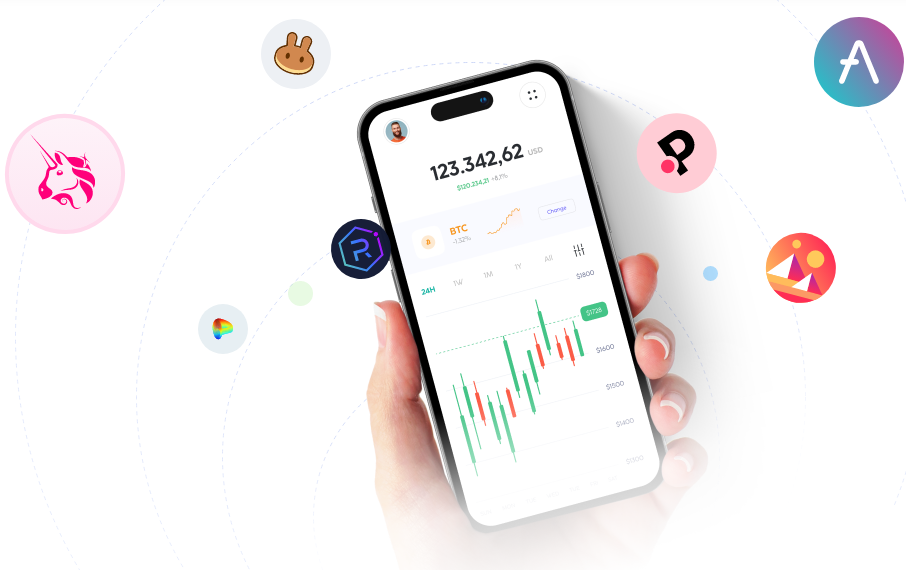 123.342,62 USD
$120.234,21 +8,1%
BTC
-1.32%
Change
24H 1W 1M 1Y All
$1800
$1728
$1600
$1500
$1400